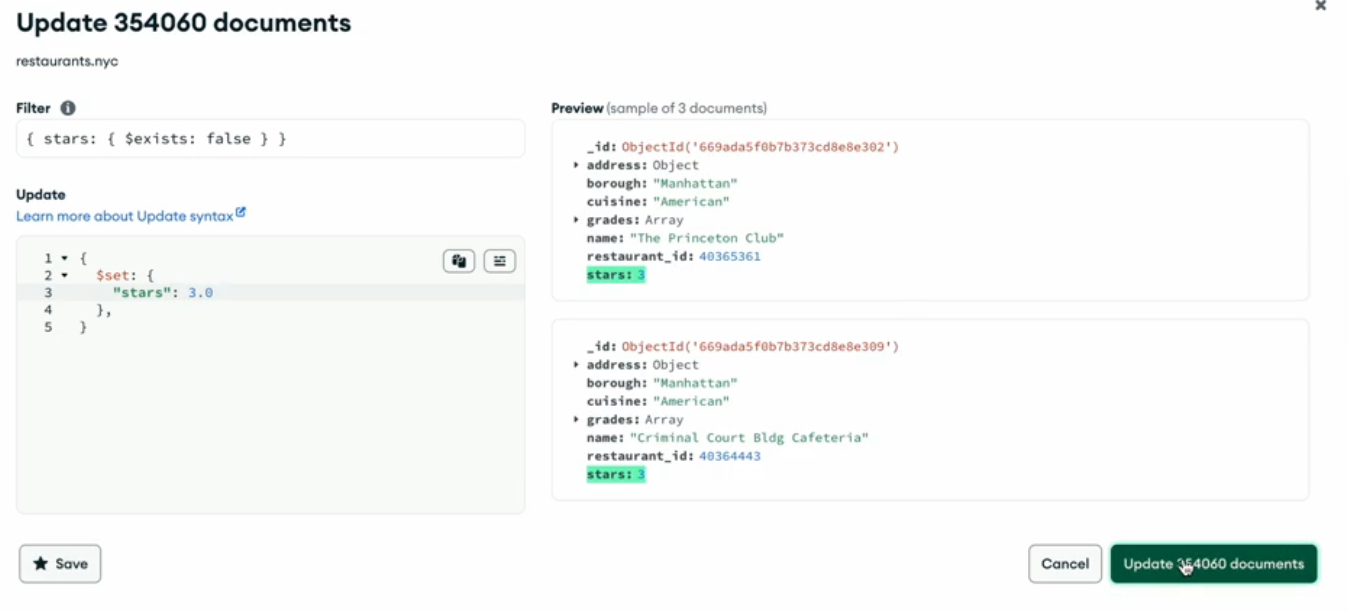 Update 354060 documents
restaurants.nyc
Filter
{ stars: { $exists: false } }
Update
Learn more about Update syntax
1 {
2 $set: {
3 "stars": 3.0
4 },
5 }
Save
Preview (sample of 3 documents)
_id: ObjectId('669ada5f0b7b373cd8e8e302')
address: Object
borough: "Manhattan"
cuisine: "American"
grades: Array
name: "The Princeton Club"
restaurant_id: 40365361
stars: 3
_id: ObjectId('669ada5f0b7b373cd8e8e309')
address: Object
borough: "Manhattan"
cuisine: "American"
grades: Array
name: "Criminal Court Bldg Cafeteria"
restaurant_id: 40364443
stars: 3
Cancel
Update 354060 documents